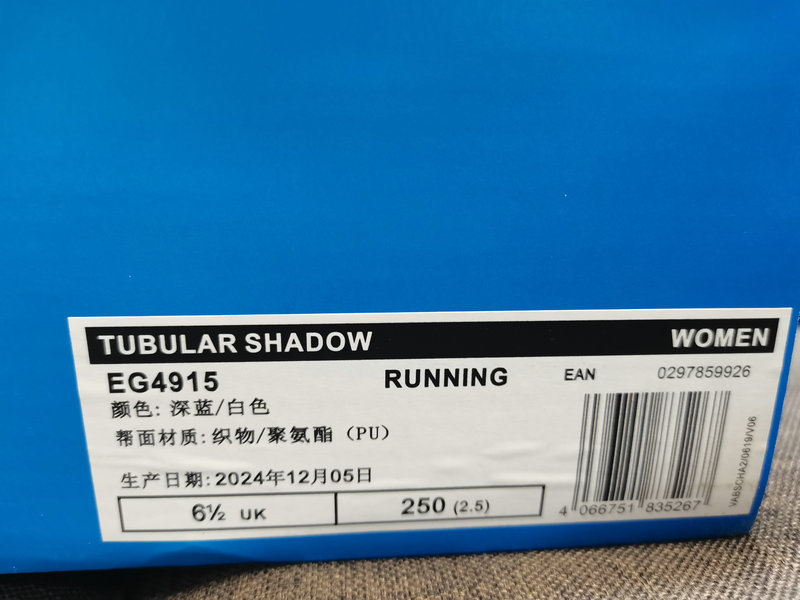 TUBULAR SHADOW WOMEN
EG4915 RUNNING EAN 0297859926
颜色: 深蓝/白色
帮面材质: 织物/聚氨酯 (PU)
生产日期: 2024年12月05日
6½ UK 250 (2.5)
4 066751 835267
VABSCHA2/0619/V06